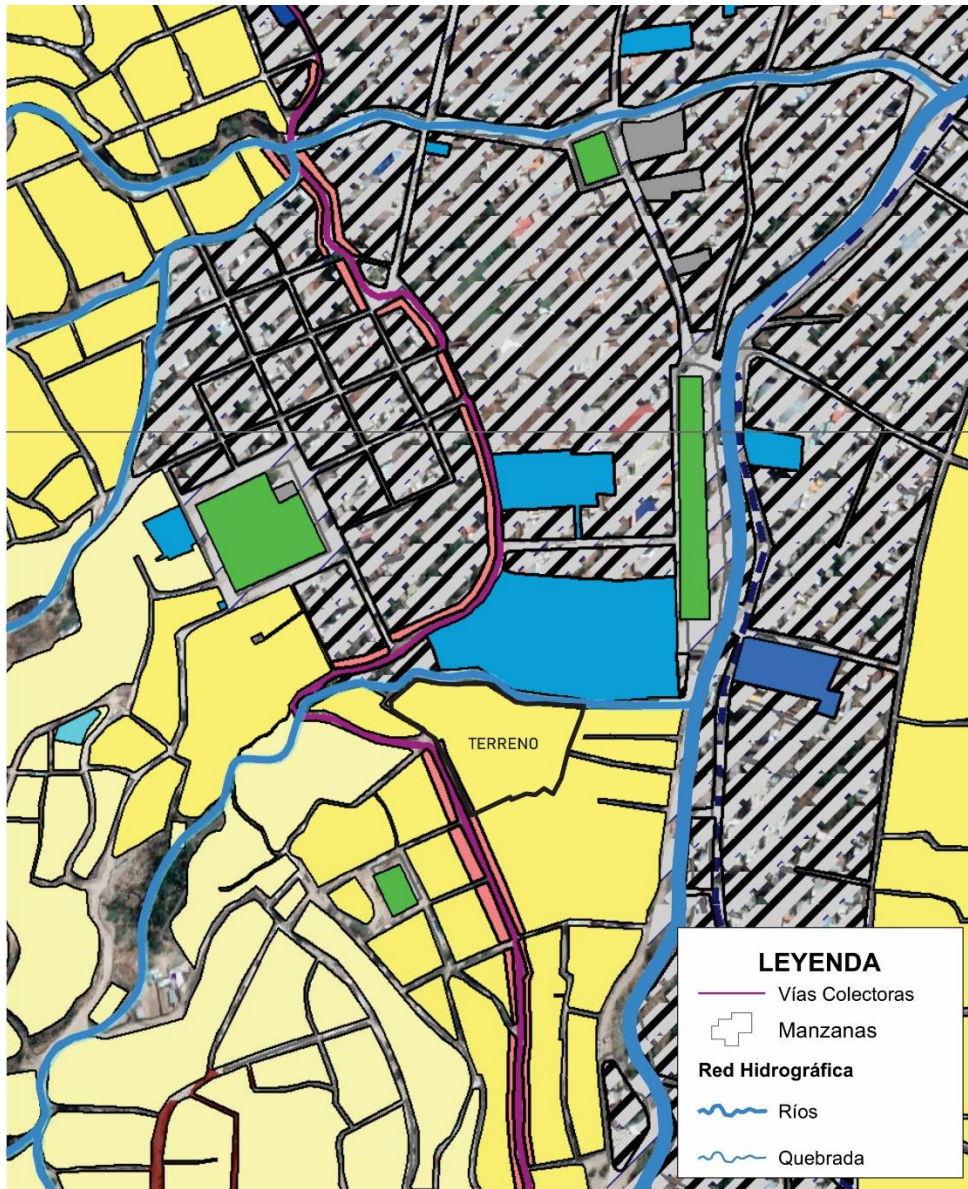 TERRENO
LEYENDA
Vías Colectoras
Manzanas
Red Hidrográfica
Ríos
Quebrada